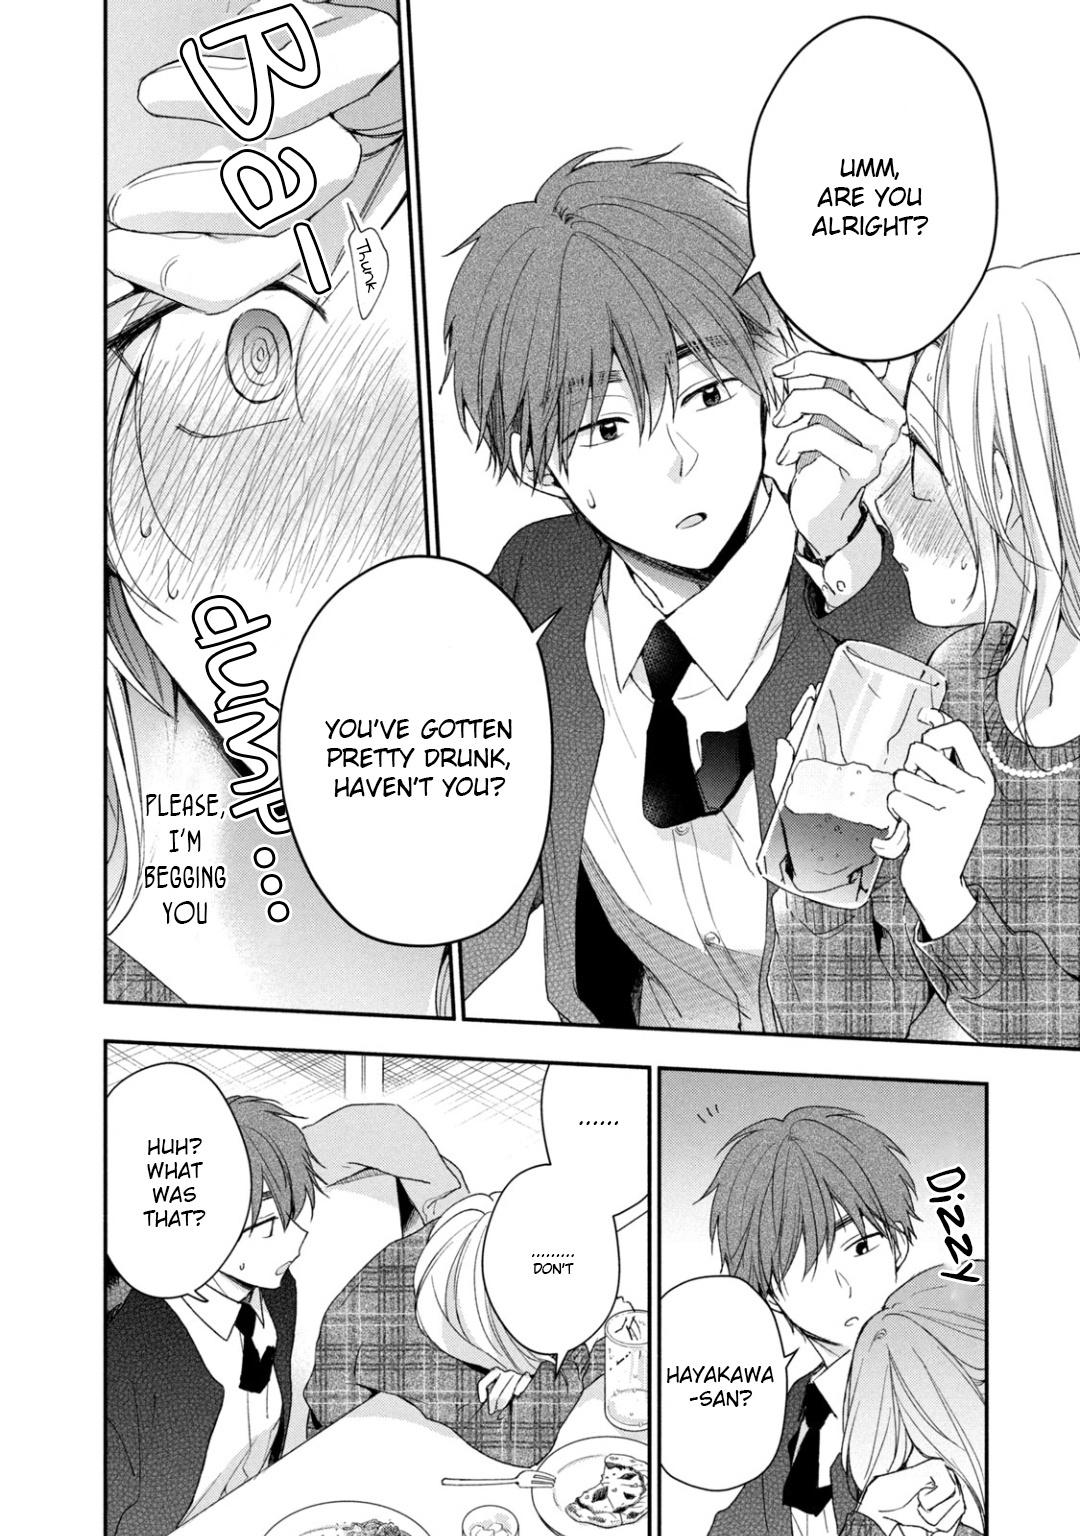 UMM,
ARE YOU
ALRIGHT?
YOU'VE GOTTEN
PRETTY DRUNK,
HAVEN'T YOU?
Ba-
Thunk
dump...
PLEASE,
I'M
BEGGING
YOU
Dizzy
HAYAKAWA
-SAN?
......
.........
DON'T
HUH?
WHAT
WAS
THAT?